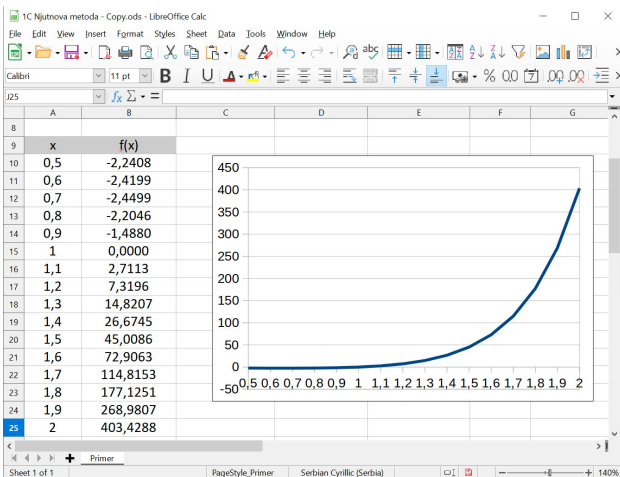 1C Njutnova metoda - Copy.ods - LibreOffice Calc
File Edit View Insert Format Styles Sheet Data Tools Window Help
Calibri 11 pt B I U A % 0.0 7 .00 .00
J25 fx Σ =
A B C D E F G
8
9 x f(x)
10 0,5 -2,2408
11 0,6 -2,4199
12 0,7 -2,4499
13 0,8 -2,2046
14 0,9 -1,4880
15 1 0,0000
16 1,1 2,7113
17 1,2 7,3196
18 1,3 14,8207
19 1,4 26,6745
20 1,5 45,0086
21 1,6 72,9063
22 1,7 114,8153
23 1,8 177,1251
24 1,9 268,9807
25 2 403,4288
450
400
350
300
250
200
150
100
50
0
-50
0,5 0,6 0,7 0,8 0,9 1 1,1 1,2 1,3 1,4 1,5 1,6 1,7 1,8 1,9 2
Primer
Sheet 1 of 1 PageStyle_Primer Serbian Cyrillic (Serbia) 140%